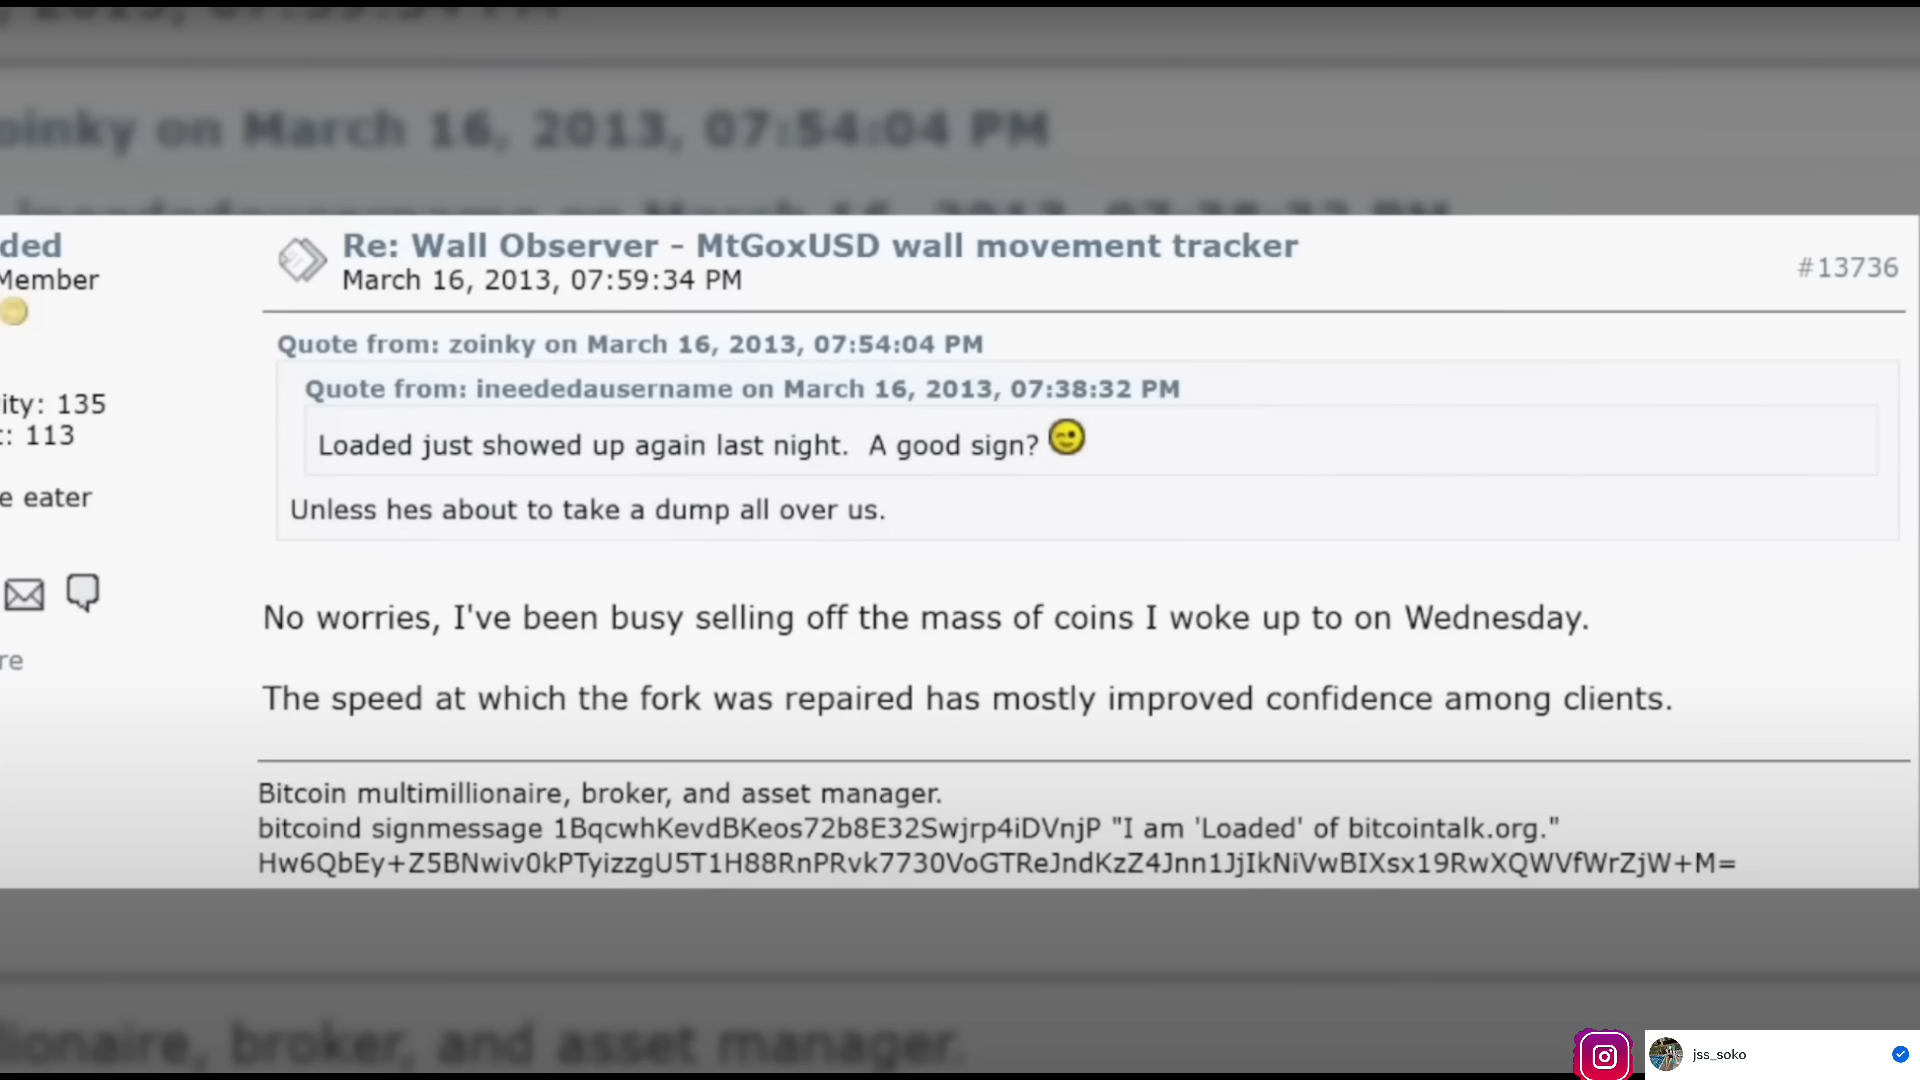 oinky on March 16, 2013, 07:54:04 PM
ded
Member
ity: 135
t: 113
e eater
re
Re: Wall Observer - MtGoxUSD wall movement tracker
March 16, 2013, 07:59:34 PM
#13736
Quote from: zoinky on March 16, 2013, 07:54:04 PM
Quote from: ineededausername on March 16, 2013, 07:38:32 PM
Loaded just showed up again last night. A good sign?
Unless hes about to take a dump all over us.
No worries, I've been busy selling off the mass of coins I woke up to on Wednesday.
The speed at which the fork was repaired has mostly improved confidence among clients.
Bitcoin multimillionaire, broker, and asset manager.
bitcoind signmessage 1BqcwhKevdBKeos72b8E32Swjrp4iDVnjP "I am 'Loaded' of bitcointalk.org."
Hw6QbEy+Z5BNwiv0kPTyizzgU5T1H88RnPRvk7730VoGTReJndKzZ4Jnn1JjIkNiVwBIXsx19RwXQWVfWrZjW+M=
lionaire, broker, and asset manager.
jss_soko